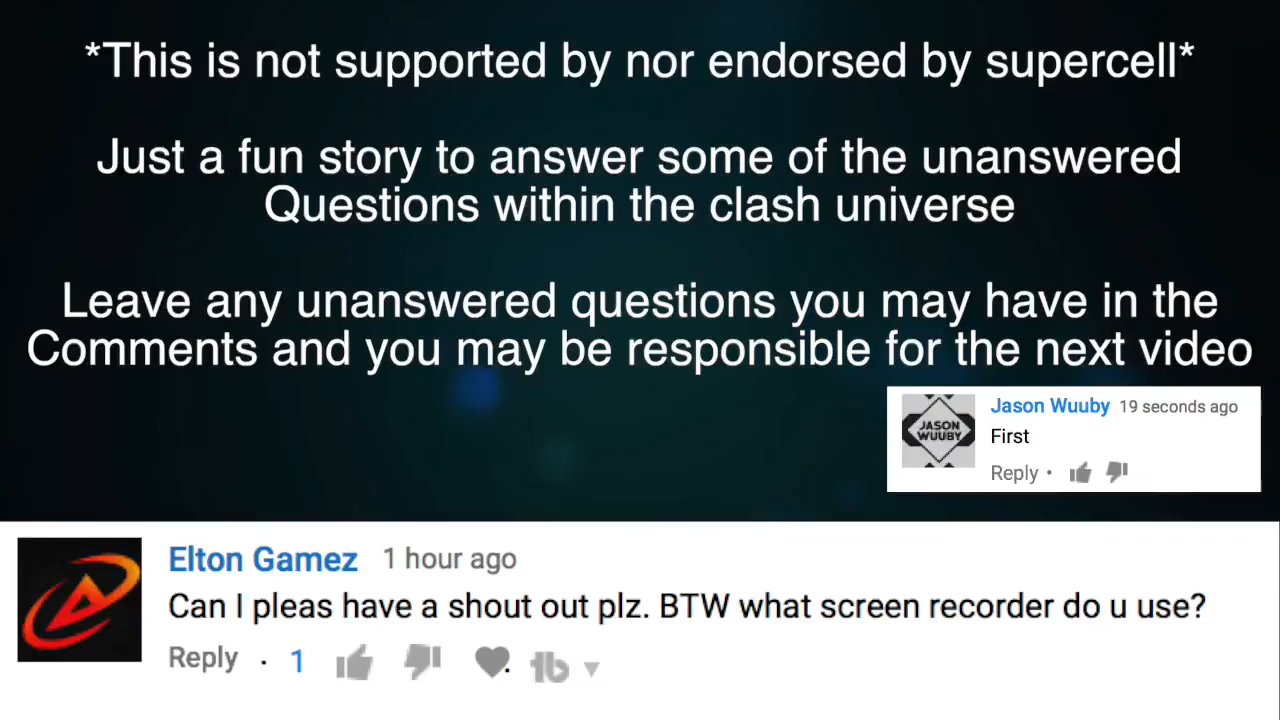 *This is not supported by nor endorsed by supercell*
Just a fun story to answer some of the unanswered
Questions within the clash universe
Leave any unanswered questions you may have in the
Comments and you may be responsible for the next video
JASON
WUUBY
Jason Wuuby 19 seconds ago
First
Reply •
Elton Gamez 1 hour ago
Can I pleas have a shout out plz. BTW what screen recorder do u use?
Reply · 1